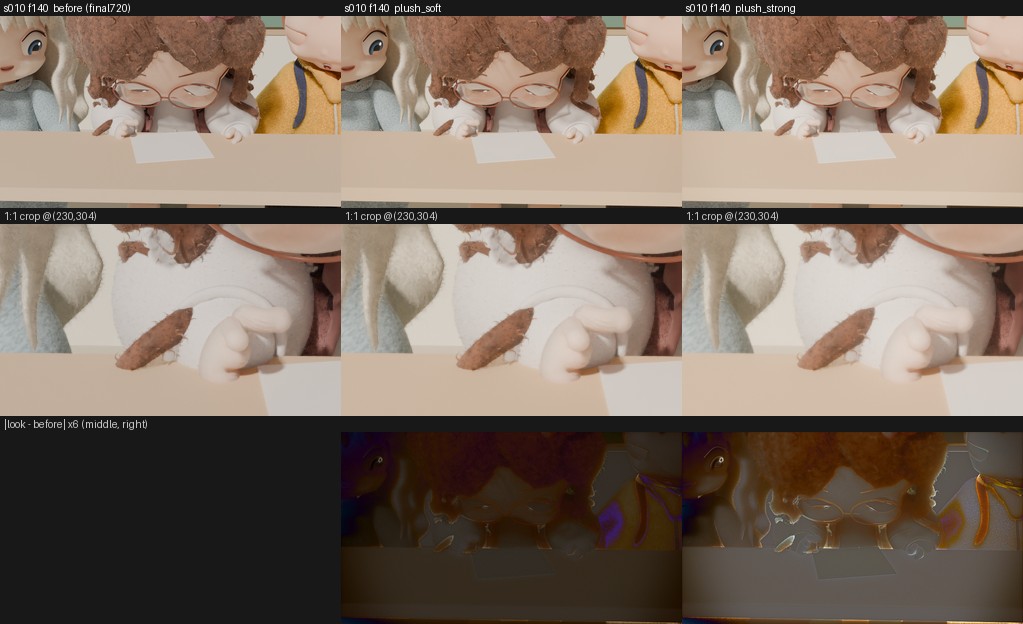 s010 f140 before (final720)
s010 f140 plush_soft
s010 f140 plush_strong
1:1 crop @(230,304)
1:1 crop @(230,304)
1:1 crop @(230,304)
|look - before| x6 (middle, right)